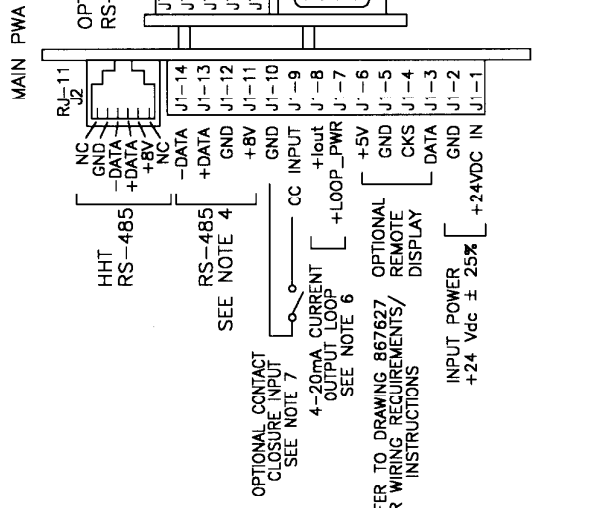 MAIN PWA
RJ-11
J2
NC
GND
-DATA
+DATA
+8V
NC
HHT
RS-485
J1-14
J1-13
J1-12
J1-11
J1-10
J1-9
J1-8
J1-7
J1-6
J1-5
J1-4
J1-3
J1-2
J1-1
-DATA
+DATA
GND
+8V
GND
CC INPUT
+Iout
+LOOP_PWR
+5V
GND
CKS
DATA
GND
+24VDC IN
RS-485
SEE NOTE 4
OPTIONAL CONTACT
CLOSURE INPUT
SEE NOTE 7
4-20mA CURRENT
OUTPUT LOOP
SEE NOTE 6
OPTIONAL
REMOTE
DISPLAY
TO DRAWING 867627
WIRING REQUIREMENTS/
INSTRUCTIONS
INPUT POWER
+24 Vdc ± 25%